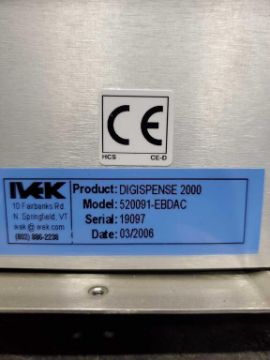 CE
HCS CE-D
IVEK Product: DIGISPENSE 2000
10 Fairbanks Rd Model: 520091-EBDAC
N. Springfield, VT Serial: 19097
ivek @ ivek.com Date: 03/2006
(802) 886-2238